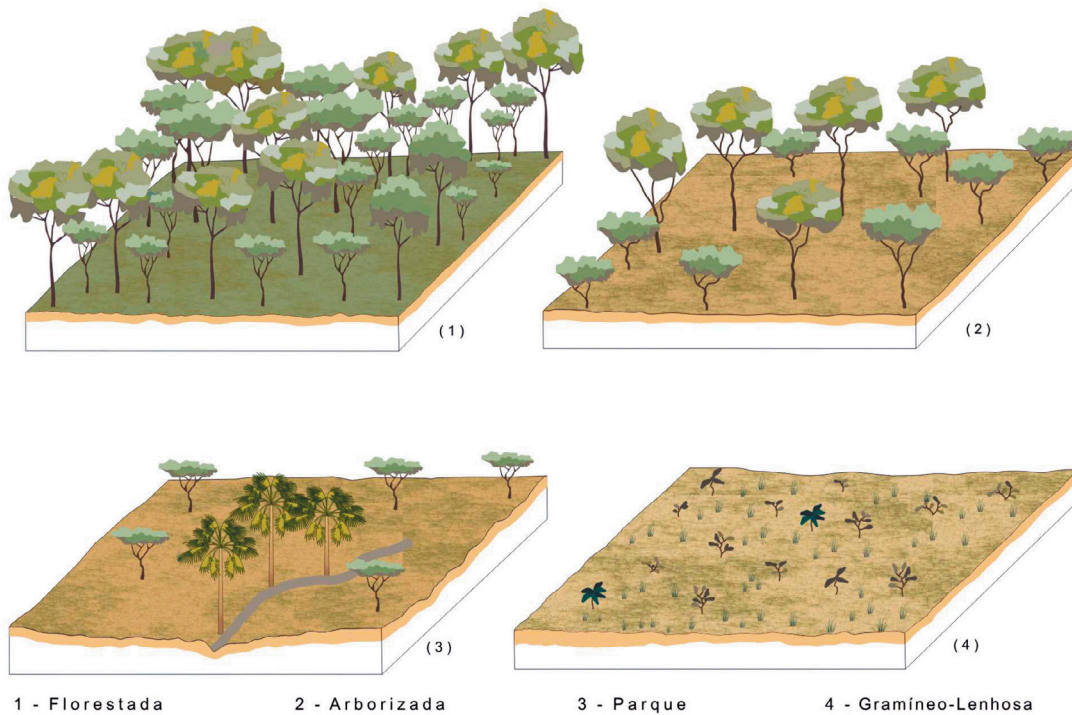 (1)
(2)
(3)
(4)
1 - Florestada 2 - Arborizada 3 - Parque 4 - Gramíneo-Lenhosa